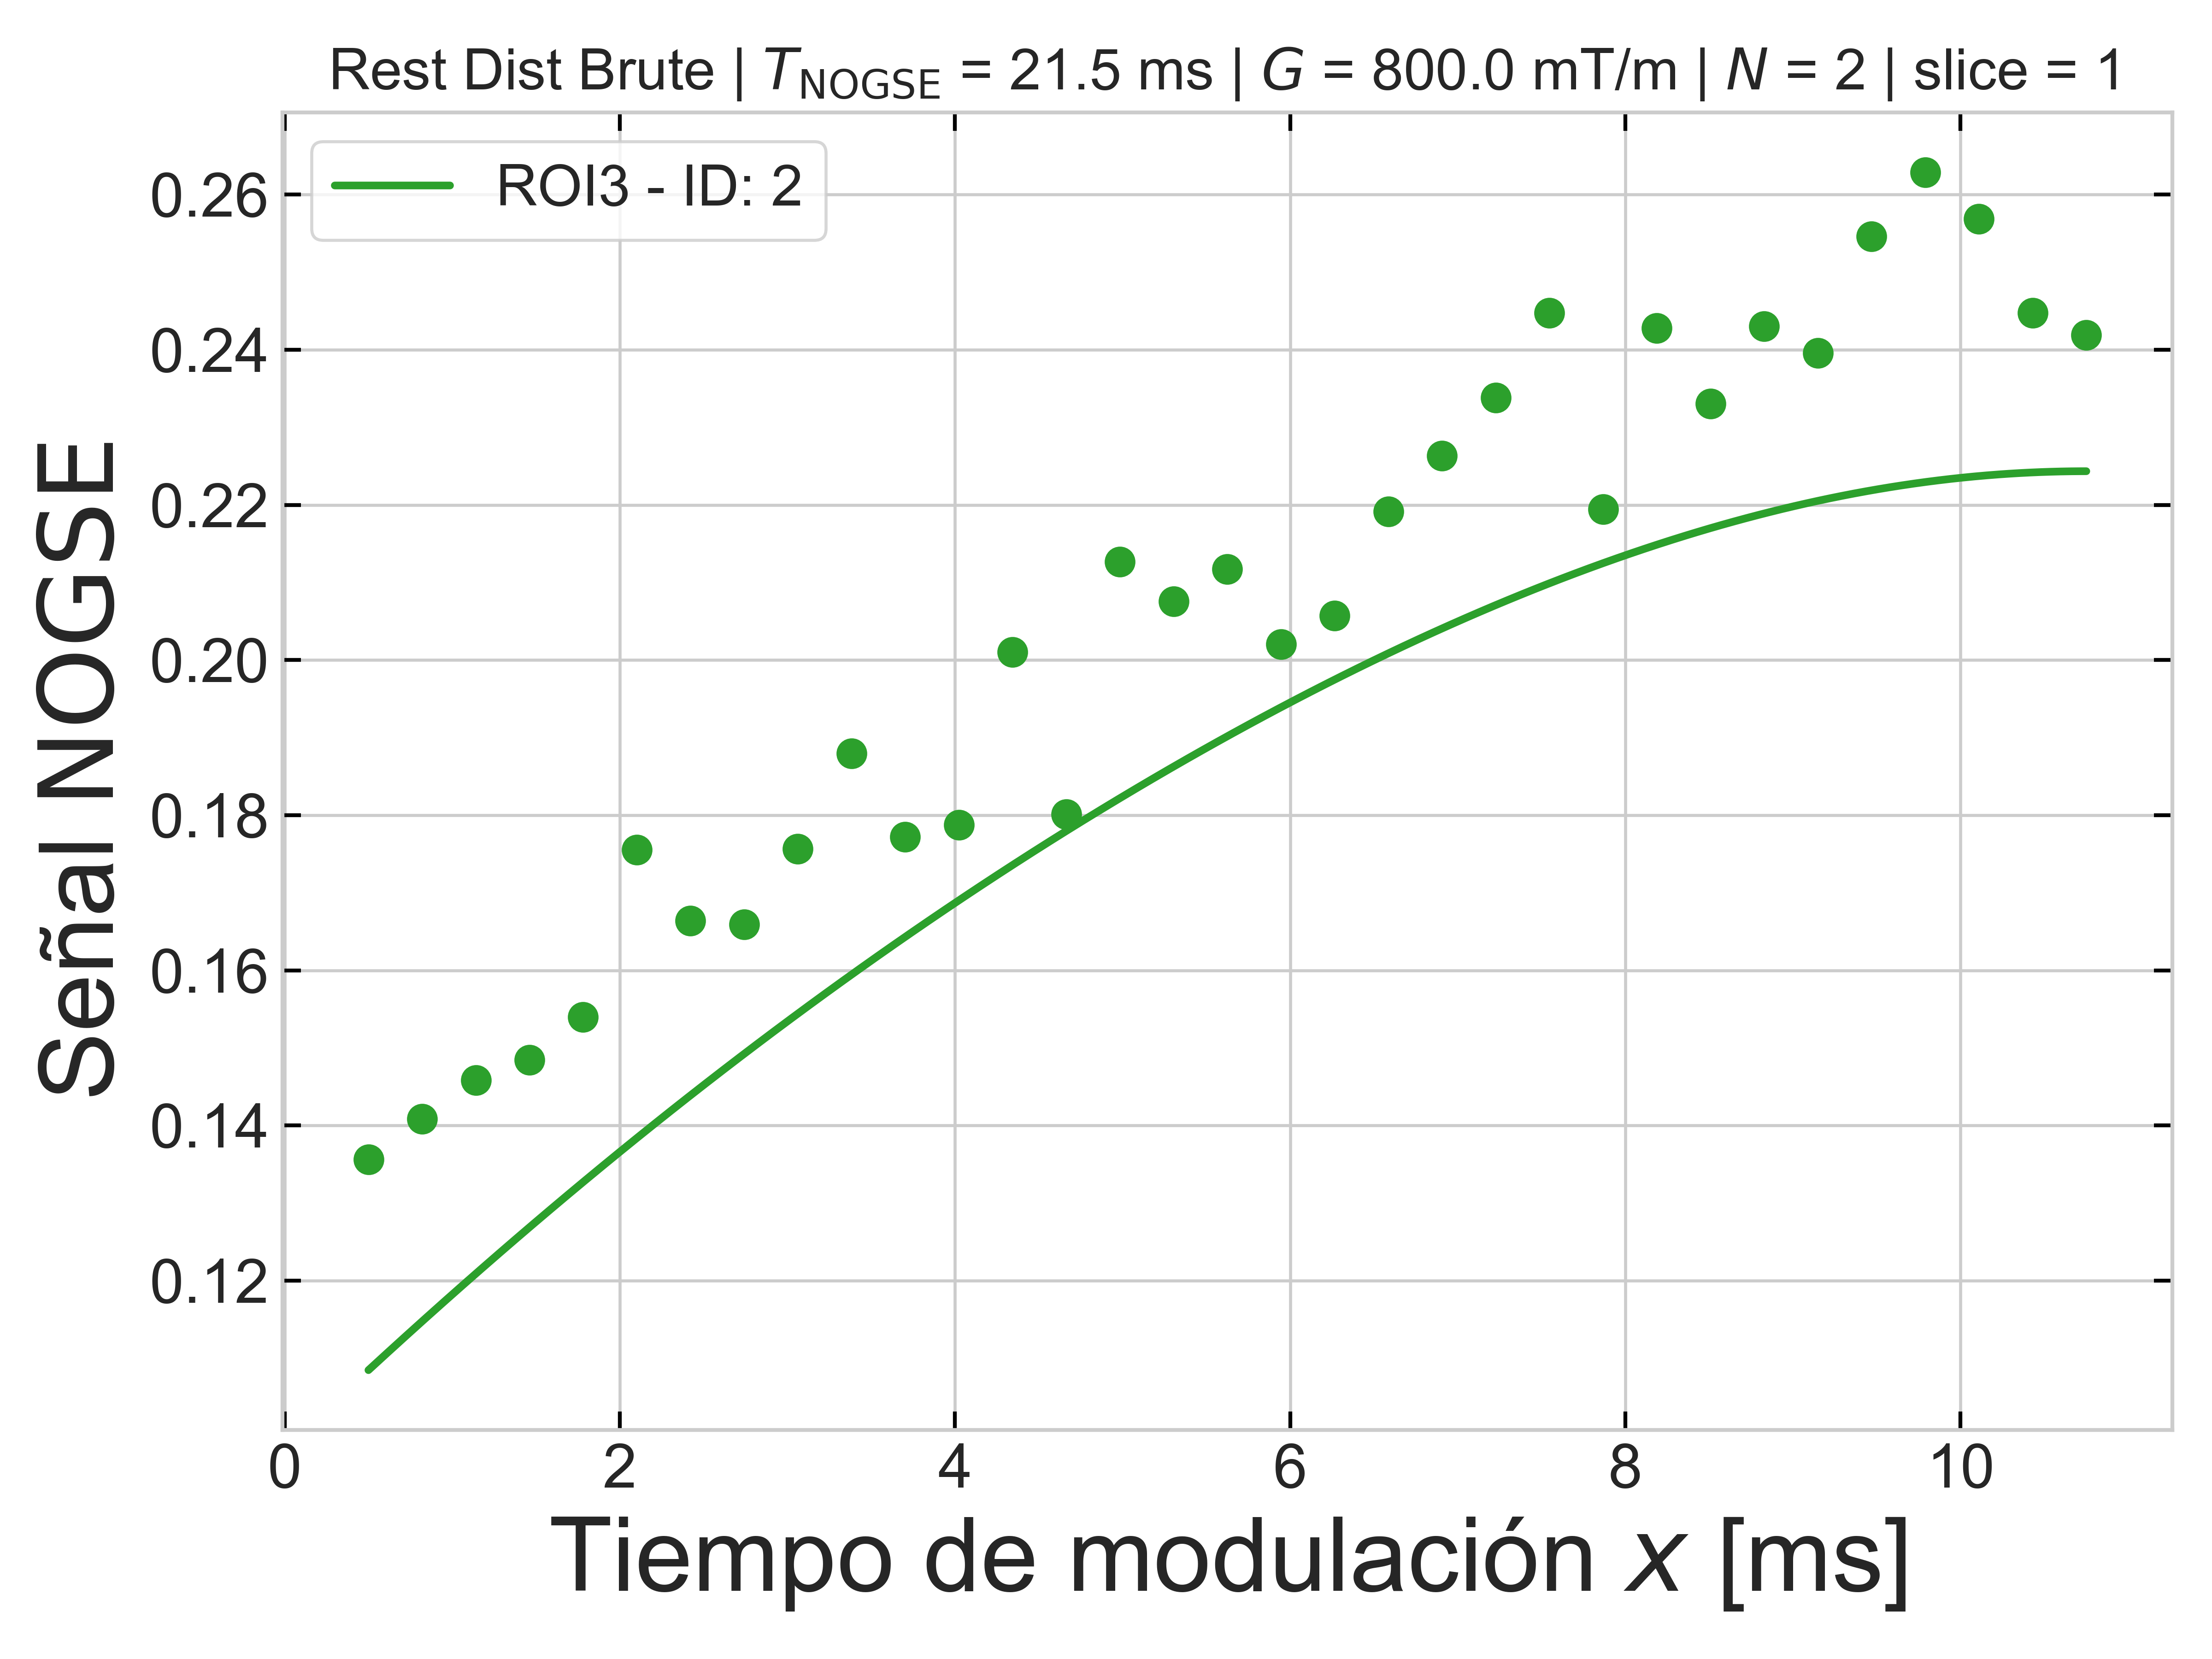 Rest Dist Brute | T_NOGSE = 21.5 ms | G = 800.0 mT/m | N = 2 | slice = 1
ROI3 - ID: 2
0.26
0.24
0.22
0.20
0.18
0.16
0.14
0.12
Señal NOGSE
0 2 4 6 8 10
Tiempo de modulación x [ms]